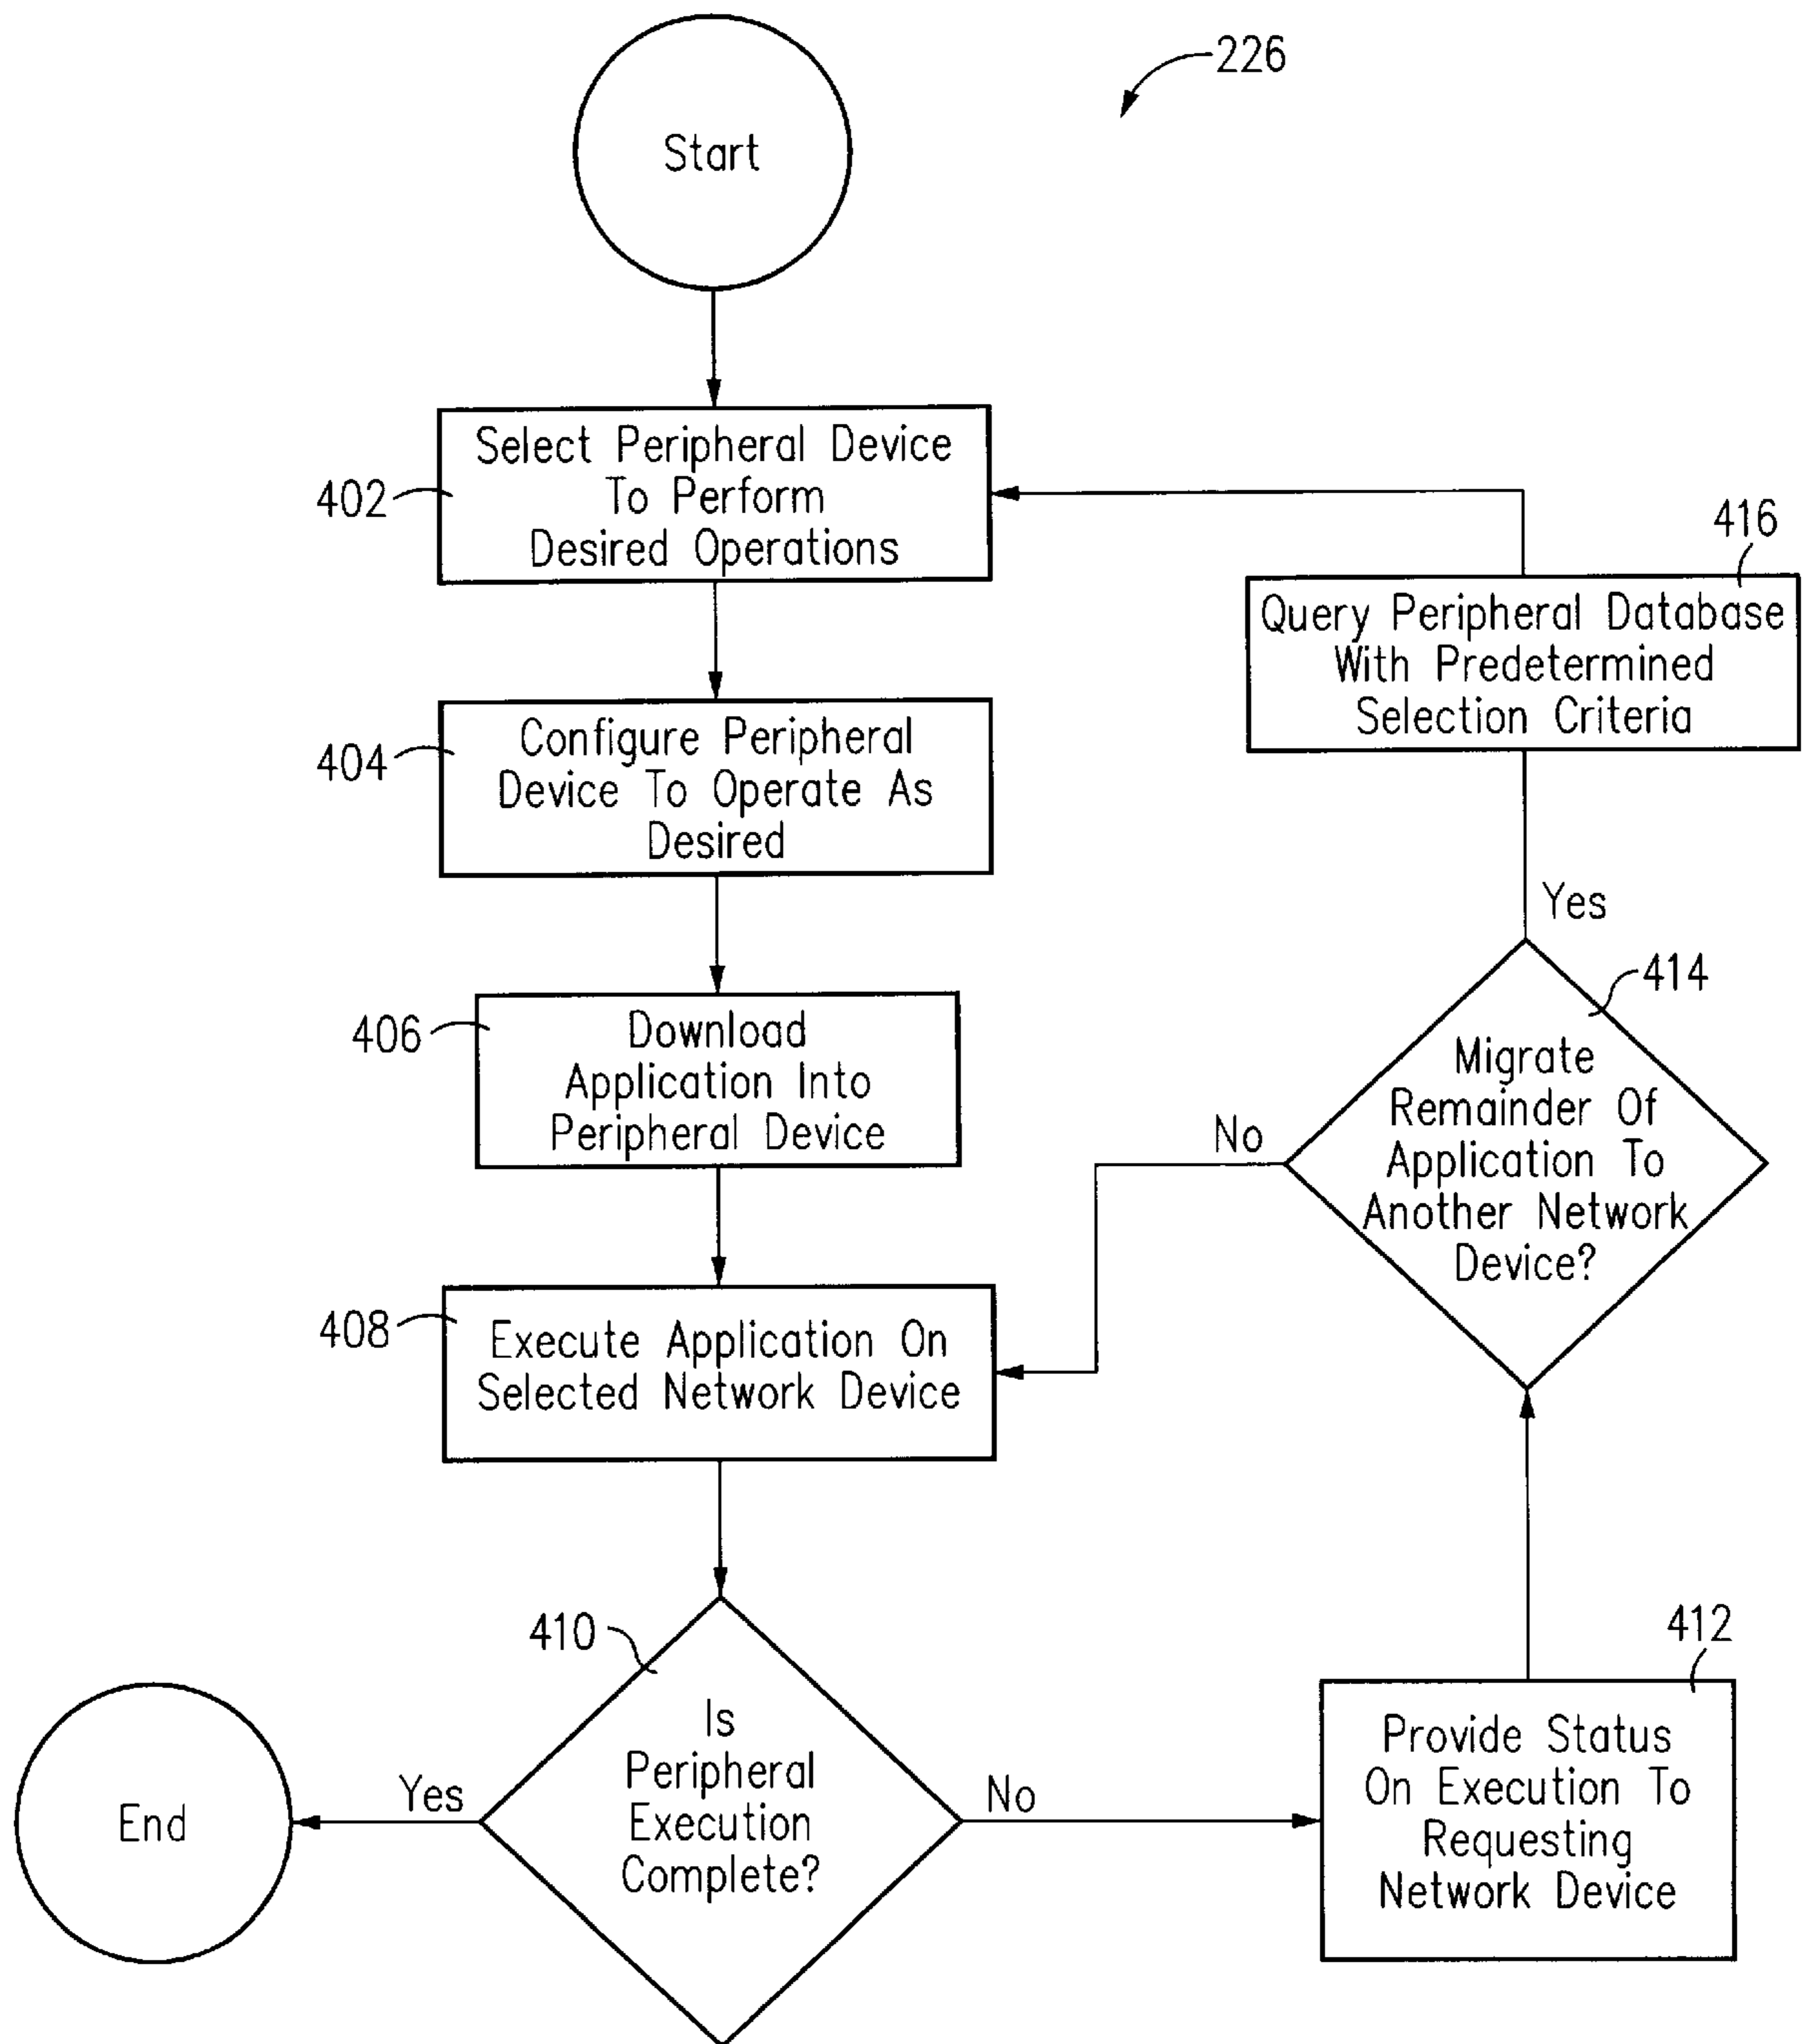 226
Start
402
Select Peripheral Device
To Perform
Desired Operations
416
Query Peripheral Database
With Predetermined
Selection Criteria
404
Configure Peripheral
Device To Operate As
Desired
Yes
414
Migrate
Remainder Of
Application To
Another Network
Device?
No
406
Download
Application Into
Peripheral Device
408
Execute Application On
Selected Network Device
410
Is
Peripheral
Execution
Complete?
Yes
No
End
412
Provide Status
On Execution To
Requesting
Network Device